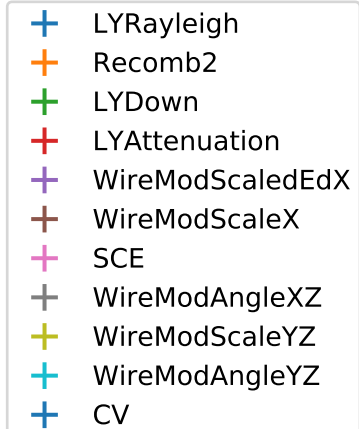 LYRayleigh
Recomb2
LYDown
LYAttenuation
WireModScaledEdX
WireModScaleX
SCE
WireModAngleXZ
WireModScaleYZ
WireModAngleYZ
CV